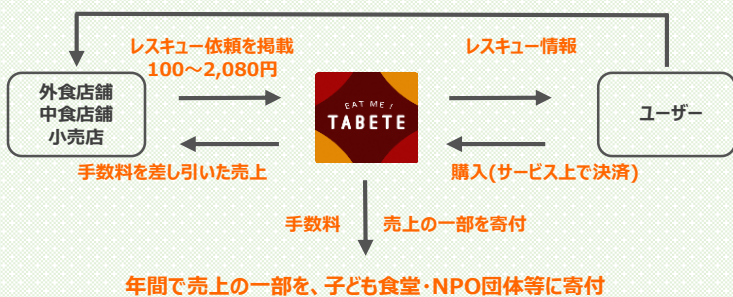 レスキュー依頼を掲載
100～2,080円
レスキュー情報
外食店舗
中食店舗
小売店
EAT ME !
TABETE
ユーザー
手数料を差し引いた売上
購入(サービス上で決済)
手数料
売上の一部を寄付
年間で売上の一部を、子ども食堂・NPO団体等に寄付